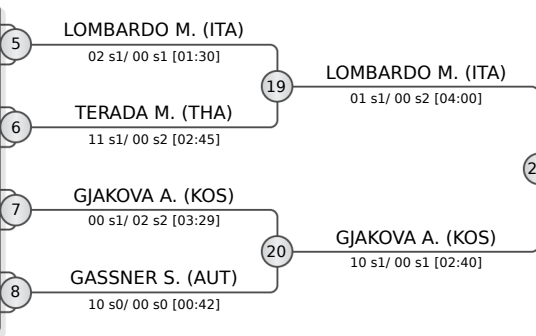 5
LOMBARDO M. (ITA)
02 s1/ 00 s1 [01:30]
6
TERADA M. (THA)
11 s1/ 00 s2 [02:45]
19
LOMBARDO M. (ITA)
01 s1/ 00 s2 [04:00]
7
GJAKOVA A. (KOS)
00 s1/ 02 s2 [03:29]
8
GASSNER S. (AUT)
10 s0/ 00 s0 [00:42]
20
GJAKOVA A. (KOS)
10 s1/ 00 s1 [02:40]